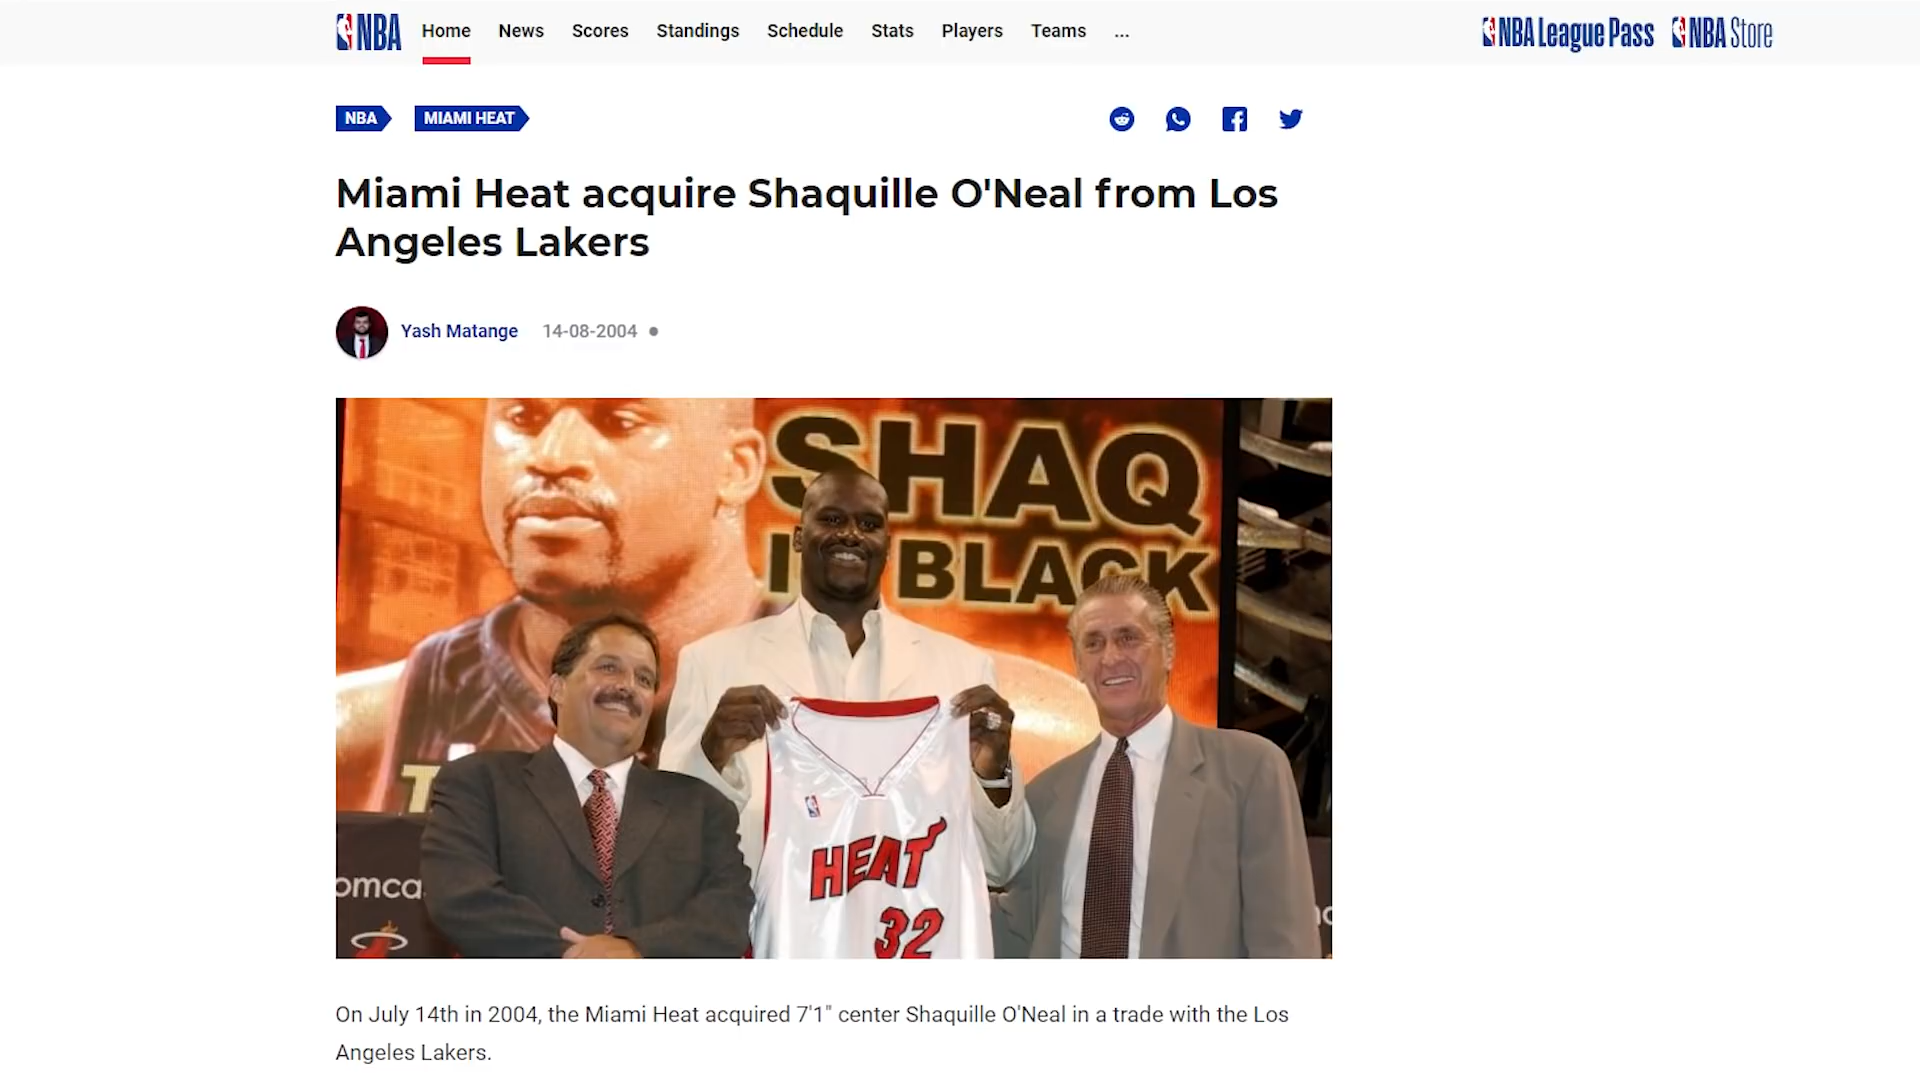 NBA Home News Scores Standings Schedule Stats Players Teams ... NBA League Pass NBA Store
NBA MIAMI HEAT
Miami Heat acquire Shaquille O'Neal from Los
Angeles Lakers
Yash Matange 14-08-2004
SHAQ
BLACK
HEAT
32
On July 14th in 2004, the Miami Heat acquired 7'1" center Shaquille O'Neal in a trade with the Los
Angeles Lakers.